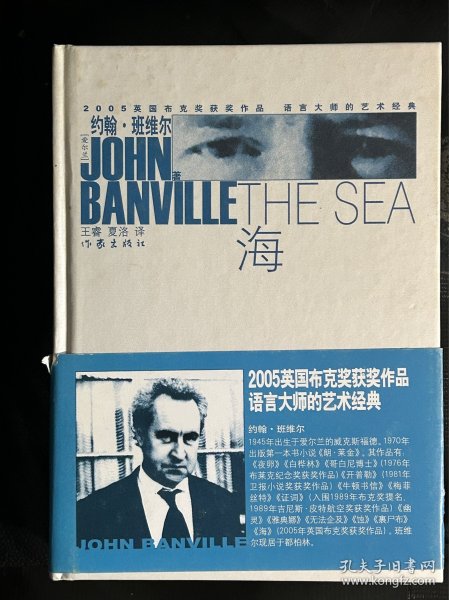 2005英国布克奖获奖作品 语言大师的艺术经典
约翰·班维尔
[爱尔兰]
JOHN
著
BANVILLE THE SEA
王睿 夏洛 译
海
作家出版社
2005英国布克奖获奖作品
语言大师的艺术经典
约翰·班维尔
1945年出生于爱尔兰的威克斯福德。1970年
出版第一本书小说《朗·莱金》。其作品有:
《夜卵》《白桦林》《哥白尼博士》(1976年
布莱克纪念奖获奖作品)《开普勒》(1981年
卫报小说奖获奖作品)《牛顿书信》《梅菲
丝特》《证词》(入围1989年布克奖提名,
1989年吉尼斯·皮特航空奖获奖作品)《幽
灵》《雅典娜》《无法企及》《蚀》《裹尸布》
《海》(2005年英国布克奖获奖作品)。班维
尔现居于都柏林。
JOHN BANVILLE
孔夫子旧书网
www.kongfz.com